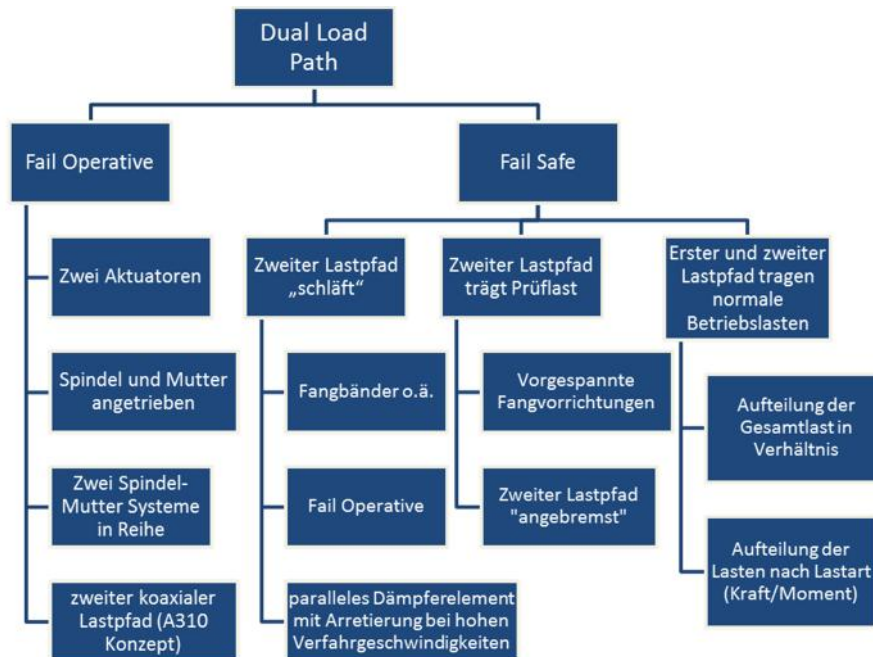 Dual Load
Path
Fail Operative
Fail Safe
Zwei Aktuatoren
Spindel und Mutter
angetrieben
Zwei Spindel-
Mutter Systeme
in Reihe
zweiter koaxialer
Lastpfad (A310
Konzept)
Zweiter Lastpfad
„schläft“
Fangbänder o.ä.
Fail Operative
paralleles Dämpferelement
mit Arretierung bei hohen
Verfahrgeschwindigkeiten
Zweiter Lastpfad
trägt Prüflast
Vorgespannte
Fangvorrichtungen
Zweiter Lastpfad
"angebremst"
Erster und zweiter
Lastpfad tragen
normale
Betriebslasten
Aufteilung der
Gesamtlast in
Verhältnis
Aufteilung der
Lasten nach Lastart
(Kraft/Moment)